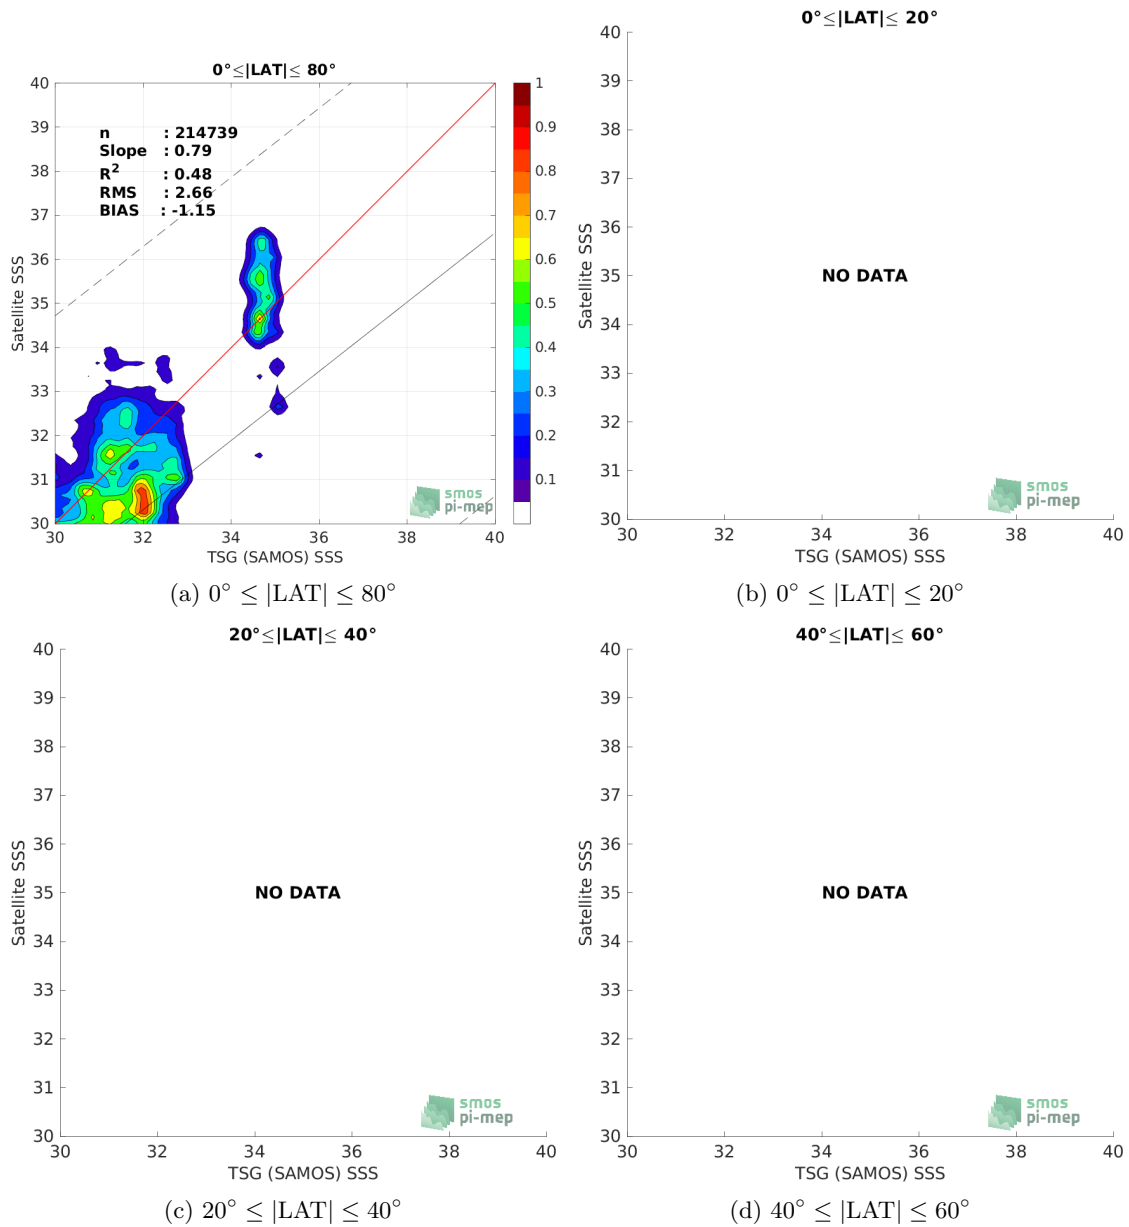 0°≤|LAT|≤ 80°
40
39
38
37
36
35
34
33
32
31
30
Satellite SSS
n : 214739
Slope : 0.79
R² : 0.48
RMS : 2.66
BIAS : -1.15
1
0.9
0.8
0.7
0.6
0.5
0.4
0.3
0.2
0.1
smos
pi-mep
30 32 34 36 38 40
TSG (SAMOS) SSS
(a) 0° ≤ |LAT| ≤ 80°
0°≤|LAT|≤ 20°
40
39
38
37
36
35
34
33
32
31
30
Satellite SSS
NO DATA
smos
pi-mep
30 32 34 36 38 40
TSG (SAMOS) SSS
(b) 0° ≤ |LAT| ≤ 20°
20°≤|LAT|≤ 40°
40
39
38
37
36
35
34
33
32
31
30
Satellite SSS
NO DATA
smos
pi-mep
30 32 34 36 38 40
TSG (SAMOS) SSS
(c) 20° ≤ |LAT| ≤ 40°
40°≤|LAT|≤ 60°
40
39
38
37
36
35
34
33
32
31
30
Satellite SSS
NO DATA
smos
pi-mep
30 32 34 36 38 40
TSG (SAMOS) SSS
(d) 40° ≤ |LAT| ≤ 60°